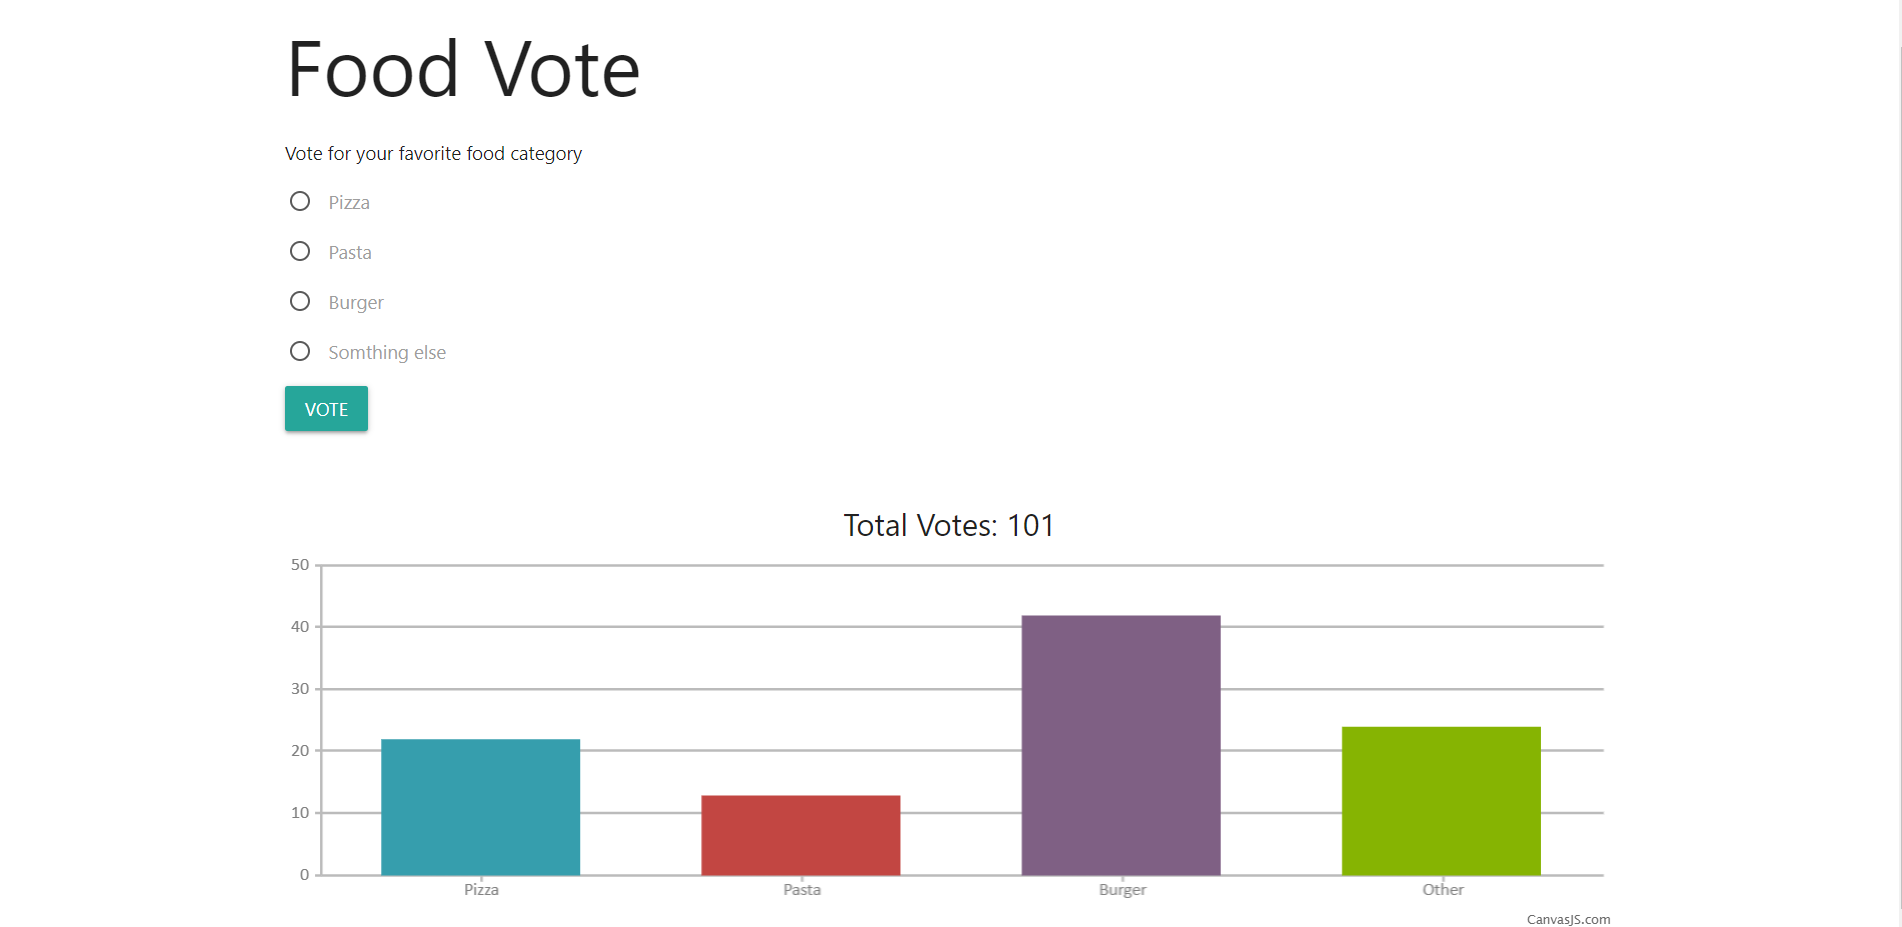 Food Vote
Vote for your favorite food category
Pizza
Pasta
Burger
Somthing else
VOTE
Total Votes: 101
50
40
30
20
10
0
Pizza
Pasta
Burger
Other
CanvasJS.com